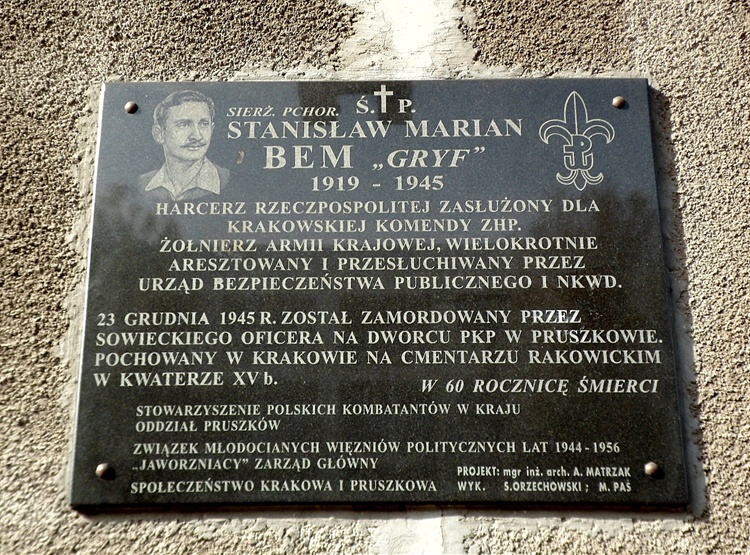 Ś. P.
SIERŻ. PCHOR.
STANISŁAW MARIAN
BEM „GRYF”
1919 - 1945
HARCERZ RZECZPOSPOLITEJ ZASŁUŻONY DLA
KRAKOWSKIEJ KOMENDY ZHP.
ŻOŁNIERZ ARMII KRAJOWEJ, WIELOKROTNIE
ARESZTOWANY I PRZESŁUCHIWANY PRZEZ
URZĄD BEZPIECZEŃSTWA PUBLICZNEGO I NKWD.
23 GRUDNIA 1945 R. ZOSTAŁ ZAMORDOWANY PRZEZ
SOWIECKIEGO OFICERA NA DWORCU PKP W PRUSZKOWIE.
POCHOWANY W KRAKOWIE NA CMENTARZU RAKOWICKIM
W KWATERZE XV b.
W 60 ROCZNICĘ ŚMIERCI
STOWARZYSZENIE POLSKICH KOMBATANTÓW W KRAJU
ODDZIAŁ PRUSZKÓW
ZWIĄZEK MŁODOCIANYCH WIĘZNIÓW POLITYCZNYCH LAT 1944 - 1956
„JAWORZNIACY” ZARZĄD GŁÓWNY
SPOŁECZEŃSTWO KRAKOWA I PRUSZKOWA
PROJEKT: mgr inż. arch. A. MATRZAK
WYK. S. ORZECHOWSKI ; M. PAŚ